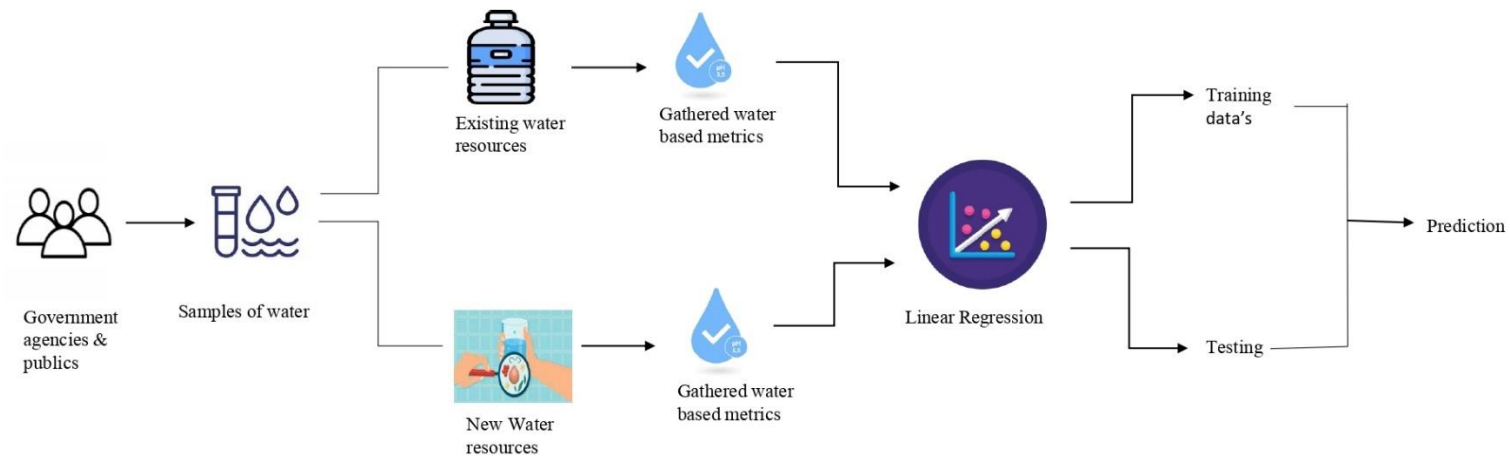 Government
agencies &
publics
Samples of water
Existing water
resources
Gathered water
based metrics
New Water
resources
Gathered water
based metrics
Linear Regression
Training
data's
Testing
Prediction